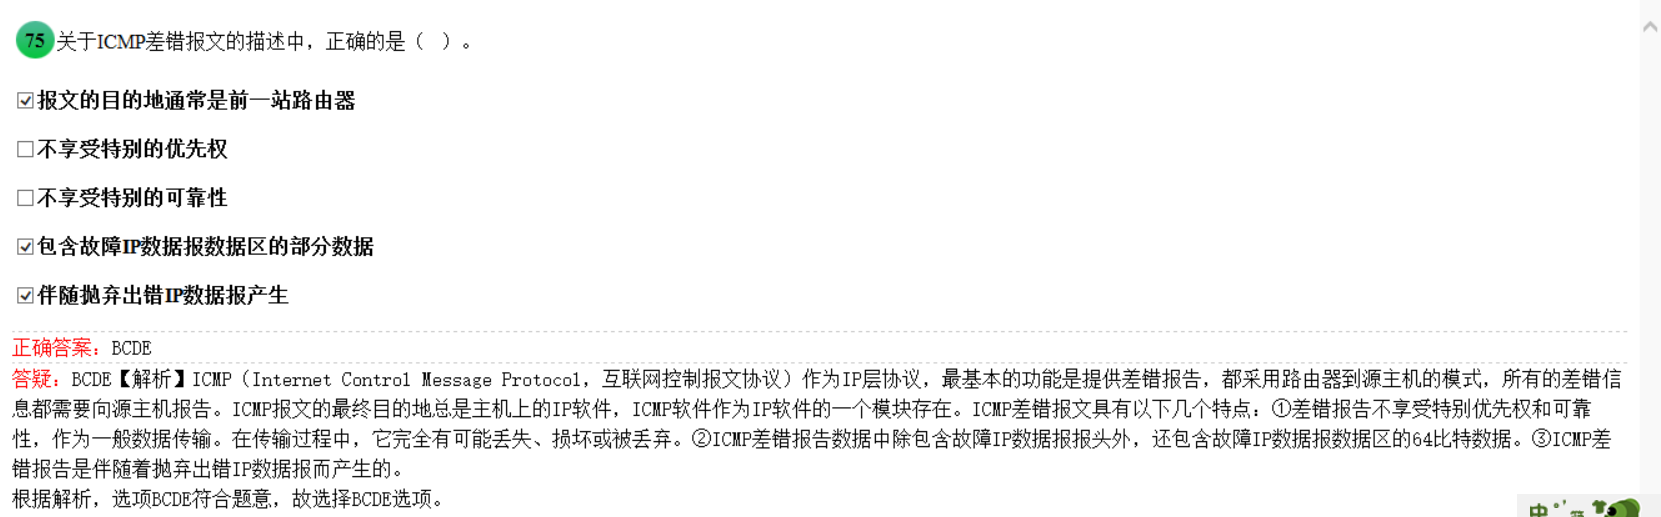 75 关于ICMP差错报文的描述中，正确的是（ ）。
报文的目的地通常是前一站路由器
不享受特别的优先权
不享受特别的可靠性
包含故障IP数据报数据区的部分数据
伴随抛弃出错IP数据报产生
正确答案：BCDE
答疑：BCDE【解析】ICMP（Internet Control Message Protocol，互联网控制报文协议）作为IP层协议，最基本的功能是提供差错报告，都采用路由器到源主机的模式，所有的差错信
息都需要向源主机报告。ICMP报文的最终目的地总是主机上的IP软件，ICMP软件作为IP软件的一个模块存在。ICMP差错报文具有以下几个特点：①差错报告不享受特别优先权和可靠
性，作为一般数据传输。在传输过程中，它完全有可能丢失、损坏或被丢弃。②ICMP差错报告数据中除包含故障IP数据报报头外，还包含故障IP数据报数据区的64比特数据。③ICMP差
错报告是伴随着抛弃出错IP数据报而产生的。
根据解析，选项BCDE符合题意，故选择BCDE选项。
中